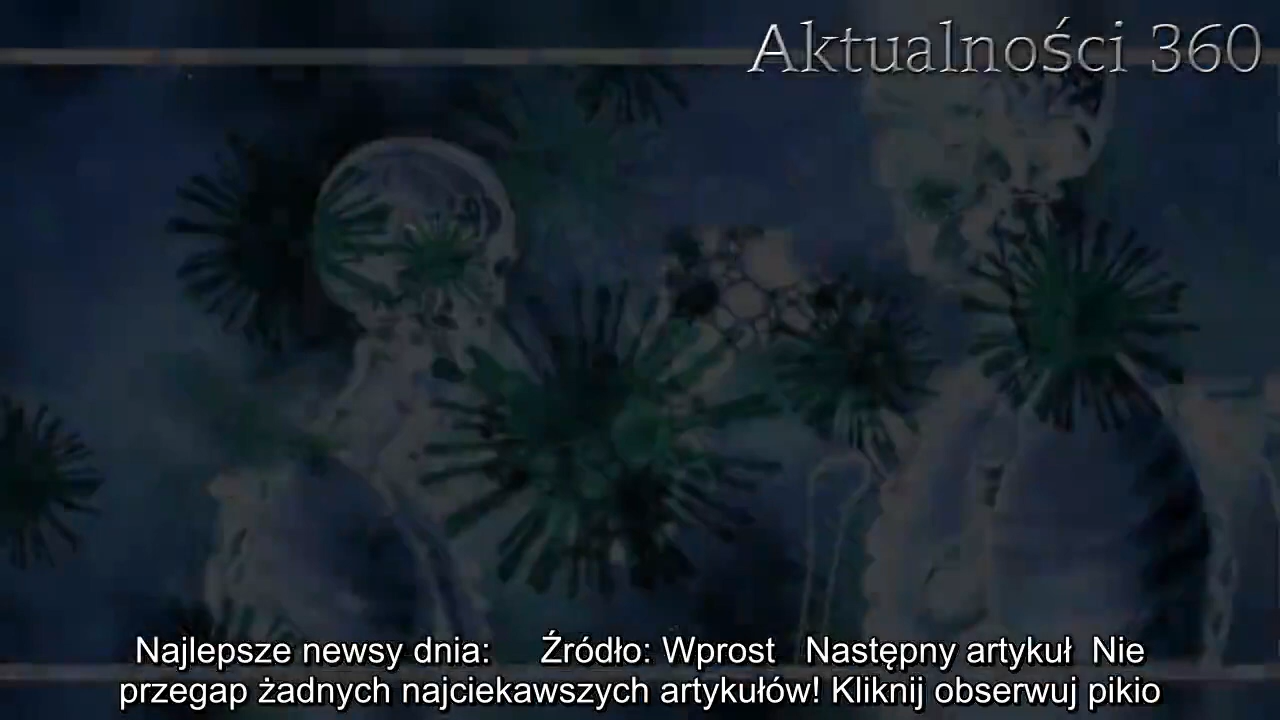 Aktualności 360
Najlepsze newsy dnia: Źródło: Wprost Następny artykuł Nie
przegap żadnych najciekawszych artykułów! Kliknij obserwuj pikio